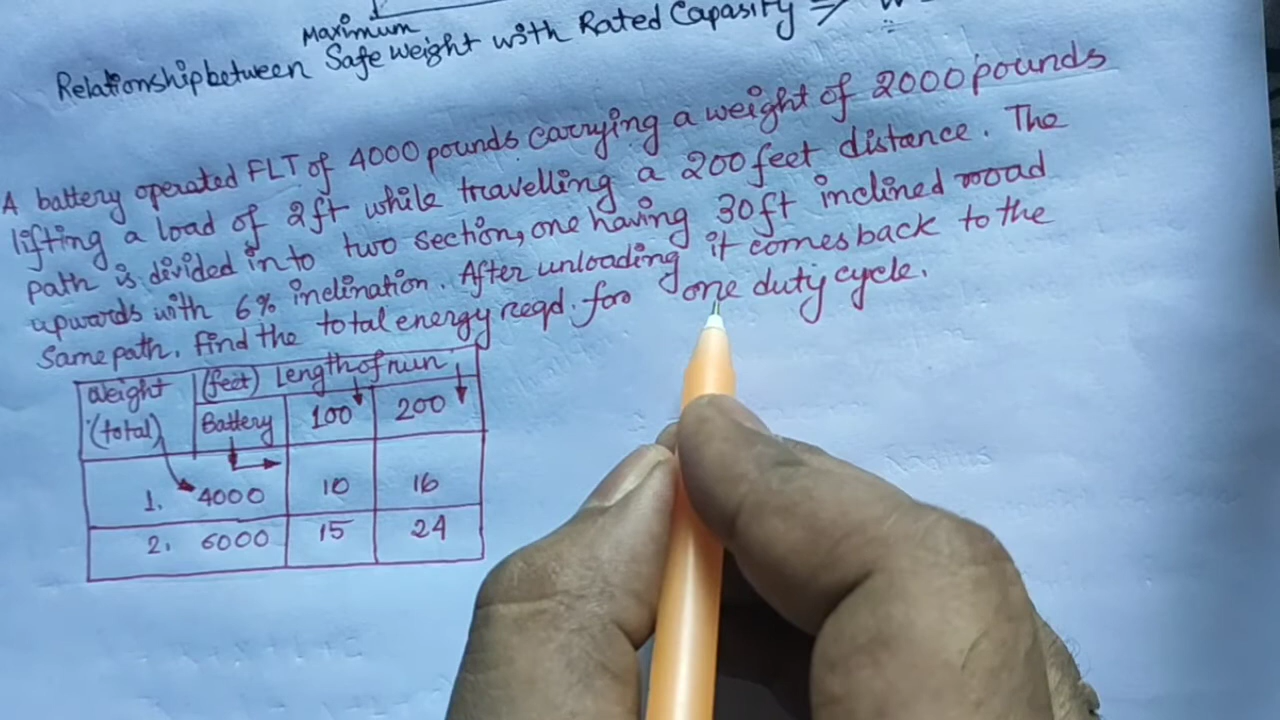 Maximum
Relationship between Safe Weight with Rated Capasity ⇒
A battery operated FLT of 4000 pounds carrying a weight of 2000 pounds
lifting a load of 2ft while travelling a 200 feet distance. The
path is divided into two section, one having 30ft inclined road
upwards with 6% inclination. After unloading it comes back to the
Same path. find the total energy reqd. for one duty cycle.
Weight (total) (feet) Length of run
Battery 100 200
1. 4000 10 16
2. 6000 15 24